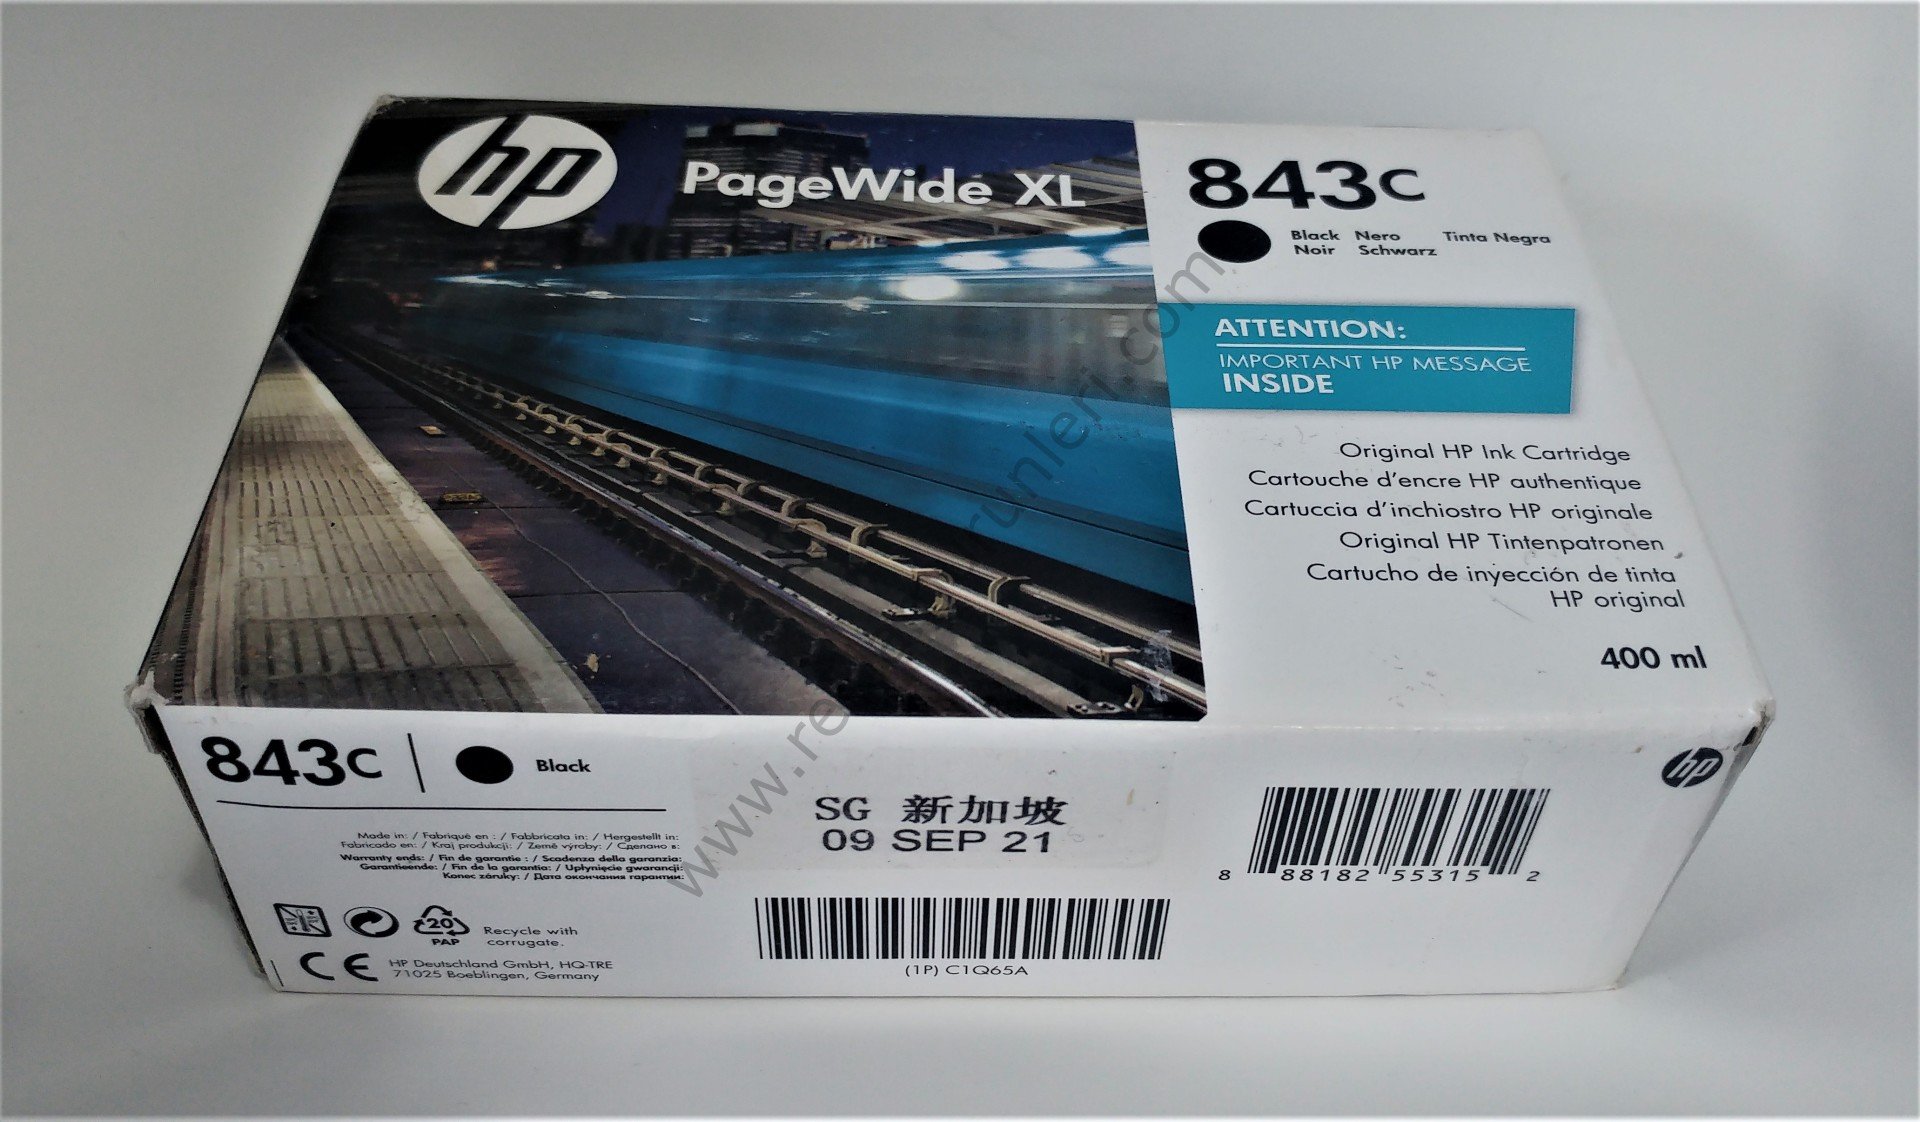 hp
PageWide XL
843C
Black Nero Tinta Negra
Noir Schwarz
ATTENTION:
IMPORTANT HP MESSAGE
INSIDE
Original HP Ink Cartridge
Cartouche d'encre HP authentique
Cartuccia d'inchiostro HP originale
Original HP Tintenpatronen
Cartucho de inyección de tinta
HP original
400 ml
843C
Black
hp
Made in: / Fabriqué en : / Fabbricato in: / Hergestellt in:
Fabricado en: / Kraj produkcji: / Země výroby: / Сделано в:
Warranty ends: / Fin de garantie : / Scadenza della garanzia:
Garantieende: / Fin de la garantía: / Upłynięcie gwarancji:
Konec záruky: / Дата окончания гарантии:
SG 新加坡
09 SEP 21
8 88182 55315 2
20
PAP
Recycle with
corrugate.
CE
HP Deutschland GmbH, HQ-TRE
71025 Boeblingen, Germany
(1P) C1Q65A